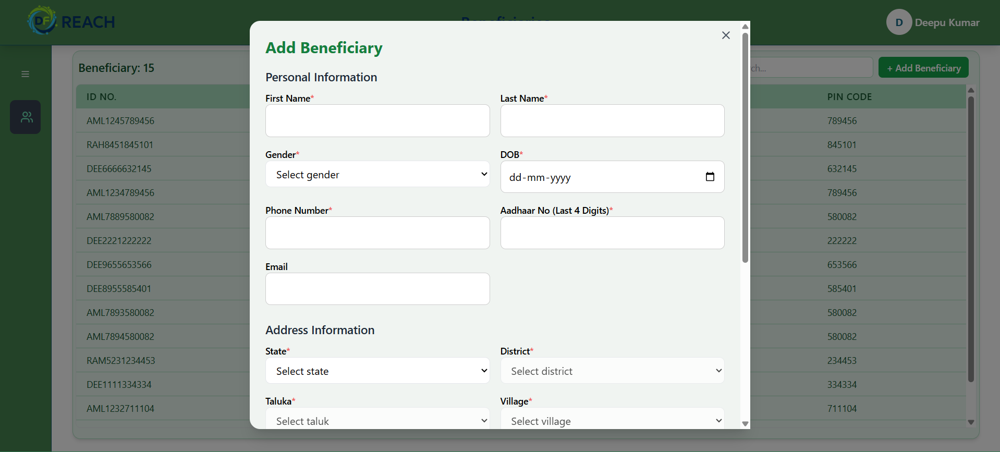 DF REACH
Beneficiaries
D Deepu Kumar
Beneficiary: 15
+ Add Beneficiary
ID NO.
PIN CODE
AML1245789456
789456
RAH8451845101
845101
DEE6666632145
632145
AML1234789456
789456
AML7889580082
580082
DEE2221222222
222222
DEE9655653566
653566
DEE8955585401
585401
AML7893580082
580082
AML7894580082
580082
RAM5231234453
234453
DEE1111334334
334334
AML1232711104
711104
Add Beneficiary
Personal Information
First Name*
Last Name*
Gender*
DOB*
Select gender
dd-mm-yyyy
Phone Number*
Aadhaar No (Last 4 Digits)*
Email
Address Information
State*
District*
Select state
Select district
Taluka*
Village*
Select taluk
Select village